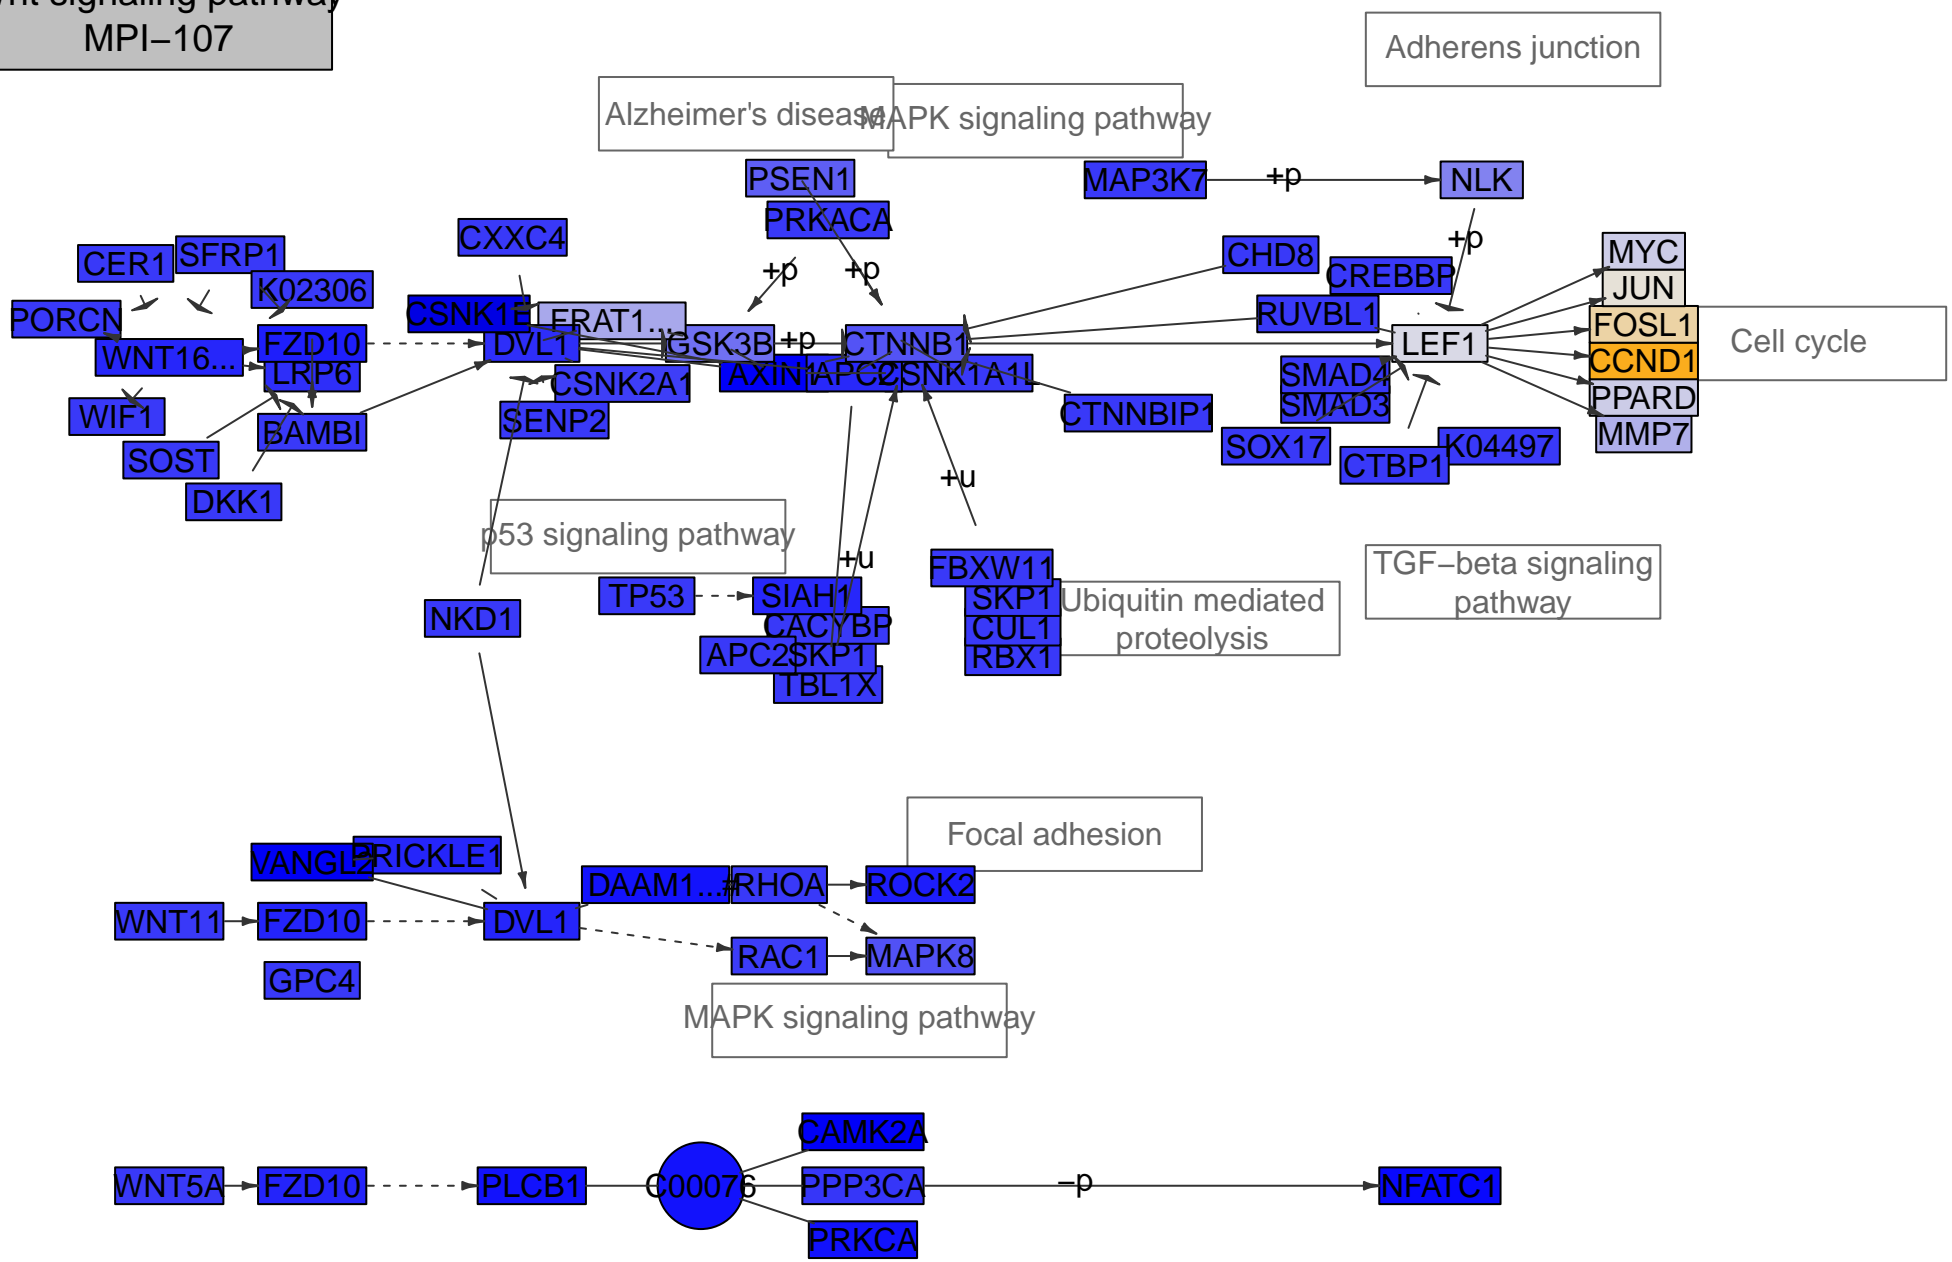 nt signaling pathway
MPI−107
Adherens junction
Alzheimer's disease
MAPK signaling pathway
PSEN1
PRKACA
MAP3K7
+p
NLK
CXXC4
CER1
SFRP1
K02306
PORCN
WNT16...
FZD10
LRP6
WIF1
SOST
BAMBI
DKK1
CSNK1E
FRAT1...
DVL1
GSK3B
+p
+p
+p
CTNNB1
AXIN1
APC2
CSNK1A1L
CSNK2A1
SENP2
CHD8
CREBBP
RUVBL1
+p
LEF1
SMAD4
SMAD3
CTNNBIP1
SOX17
CTBP1
K04497
MYC
JUN
FOSL1
CCND1
PPARD
MMP7
Cell cycle
+u
+u
p53 signaling pathway
TP53
SIAH1
CACYBP
APC2
SKP1
TBL1X
FBXW11
SKP1
CUL1
RBX1
Ubiquitin mediated
proteolysis
TGF−beta signaling
pathway
NKD1
Focal adhesion
VANGL2
PRICKLE1
DAAM1...
#
RHOA
ROCK2
WNT11
FZD10
DVL1
RAC1
MAPK8
GPC4
MAPK signaling pathway
CAMK2A
WNT5A
FZD10
PLCB1
C00076
PPP3CA
−p
NFATC1
PRKCA